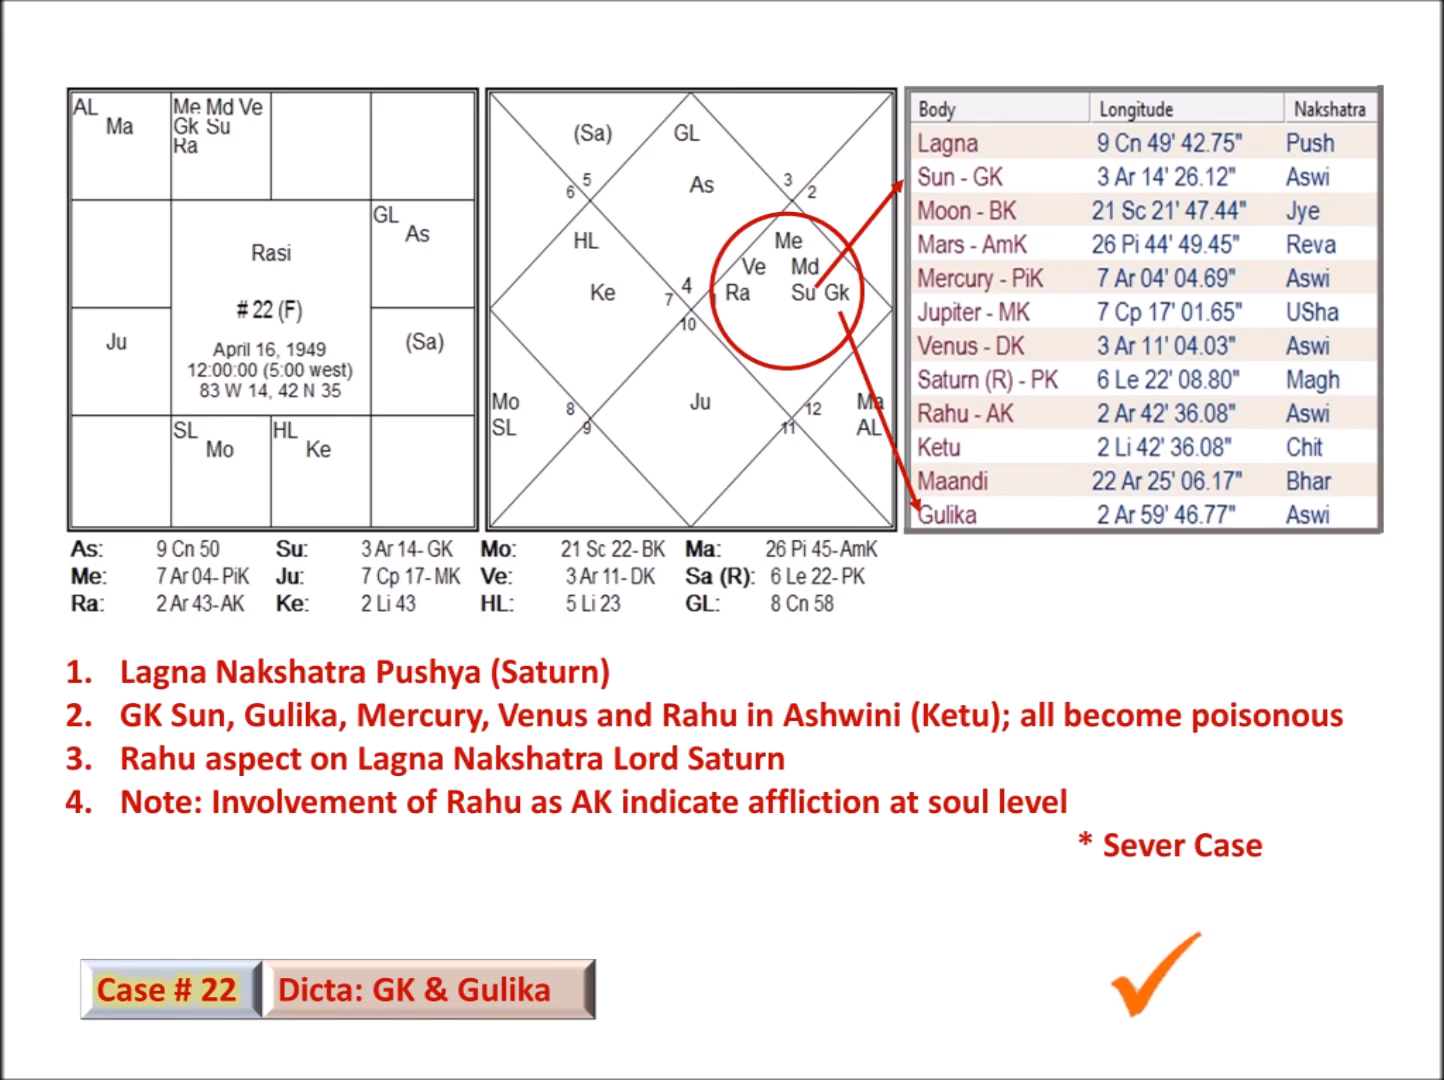 AL
Ma
Me Md Ve
Gk Su
Ra
GL
As
Rasi
# 22 (F)
April 16, 1949
12:00:00 (5:00 west)
83 W 14, 42 N 35
Ju
(Sa)
SL
Mo
HL
Ke
(Sa)
GL
As
5
6
3
2
HL
Ke
Me
Ve Md
Ra Su Gk
4
7
10
Mo
SL
8
9
Ju
12
11
Ma
AL
Body Longitude Nakshatra
Lagna 9 Cn 49' 42.75" Push
Sun - GK 3 Ar 14' 26.12" Aswi
Moon - BK 21 Sc 21' 47.44" Jye
Mars - AmK 26 Pi 44' 49.45" Reva
Mercury - PiK 7 Ar 04' 04.69" Aswi
Jupiter - MK 7 Cp 17' 01.65" USha
Venus - DK 3 Ar 11' 04.03" Aswi
Saturn (R) - PK 6 Le 22' 08.80" Magh
Rahu - AK 2 Ar 42' 36.08" Aswi
Ketu 2 Li 42' 36.08" Chit
Maandi 22 Ar 25' 06.17" Bhar
Gulika 2 Ar 59' 46.77" Aswi
As: 9 Cn 50 Su: 3 Ar 14- GK Mo: 21 Sc 22- BK Ma: 26 Pi 45- AmK
Me: 7 Ar 04- PiK Ju: 7 Cp 17- MK Ve: 3 Ar 11- DK Sa (R): 6 Le 22- PK
Ra: 2 Ar 43- AK Ke: 2 Li 43 HL: 5 Li 23 GL: 8 Cn 58
1. Lagna Nakshatra Pushya (Saturn)
2. GK Sun, Gulika, Mercury, Venus and Rahu in Ashwini (Ketu); all become poisonous
3. Rahu aspect on Lagna Nakshatra Lord Saturn
4. Note: Involvement of Rahu as AK indicate affliction at soul level
* Sever Case
Case # 22 Dicta: GK & Gulika